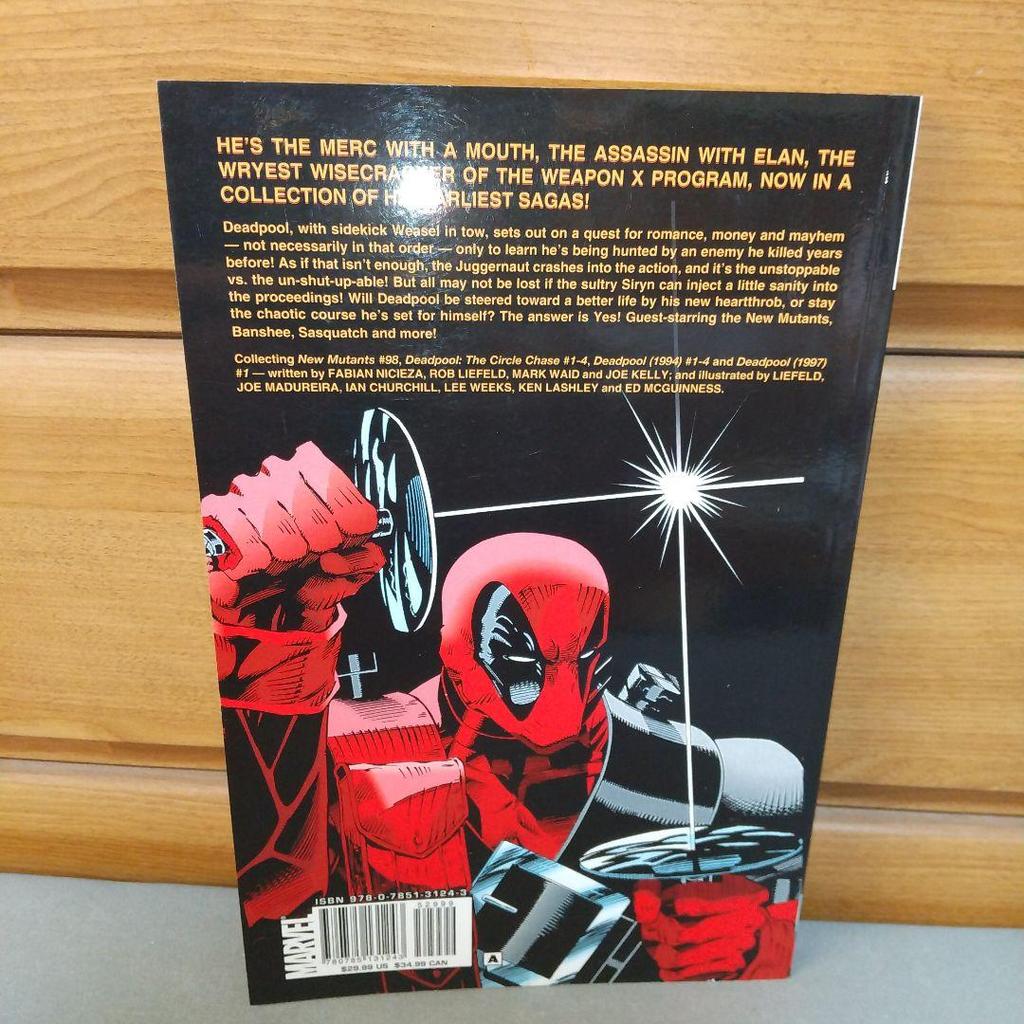 HE'S THE MERC WITH A MOUTH, THE ASSASSIN WITH ELAN, THE
WRYEST OF THE WEAPON X PROGRAM, NOW IN A
COLLECTION OF SAGAS!
Deadpool, with sidekick Weasel in tow, sets out on a quest for romance, money and mayhem
— not necessarily in that order — only to learn he's being hunted by an enemy he killed years
before! As if that isn't enough, the Juggernaut crashes into the action, and it's the unstoppable
vs. the un-shut-up-able! But all may not be lost if the sultry Siryn can inject a little sanity into
the proceedings! Will Deadpool be steered toward a better life by his new heartthrob, or stay
the chaotic course he's set for himself? The answer is Yes! Guest-starring the New Mutants,
Banshee, Sasquatch and more!
Collecting New Mutants #98, Deadpool: The Circle Chase #1-4, Deadpool (1994) #1-4 and Deadpool (1997)
#1 — written by FABIAN NICIEZA, ROB LIEFELD, MARK WAID and JOE KELLY; and illustrated by LIEFELD,
JOE MADUREIRA, IAN CHURCHILL, LEE WEEKS, KEN LASHLEY and ED MCGUINNESS.
ISBN 978-0-7851-3124-3
52999
9780785131243
$29.99 US $34.99 CAN
MARVEL
A